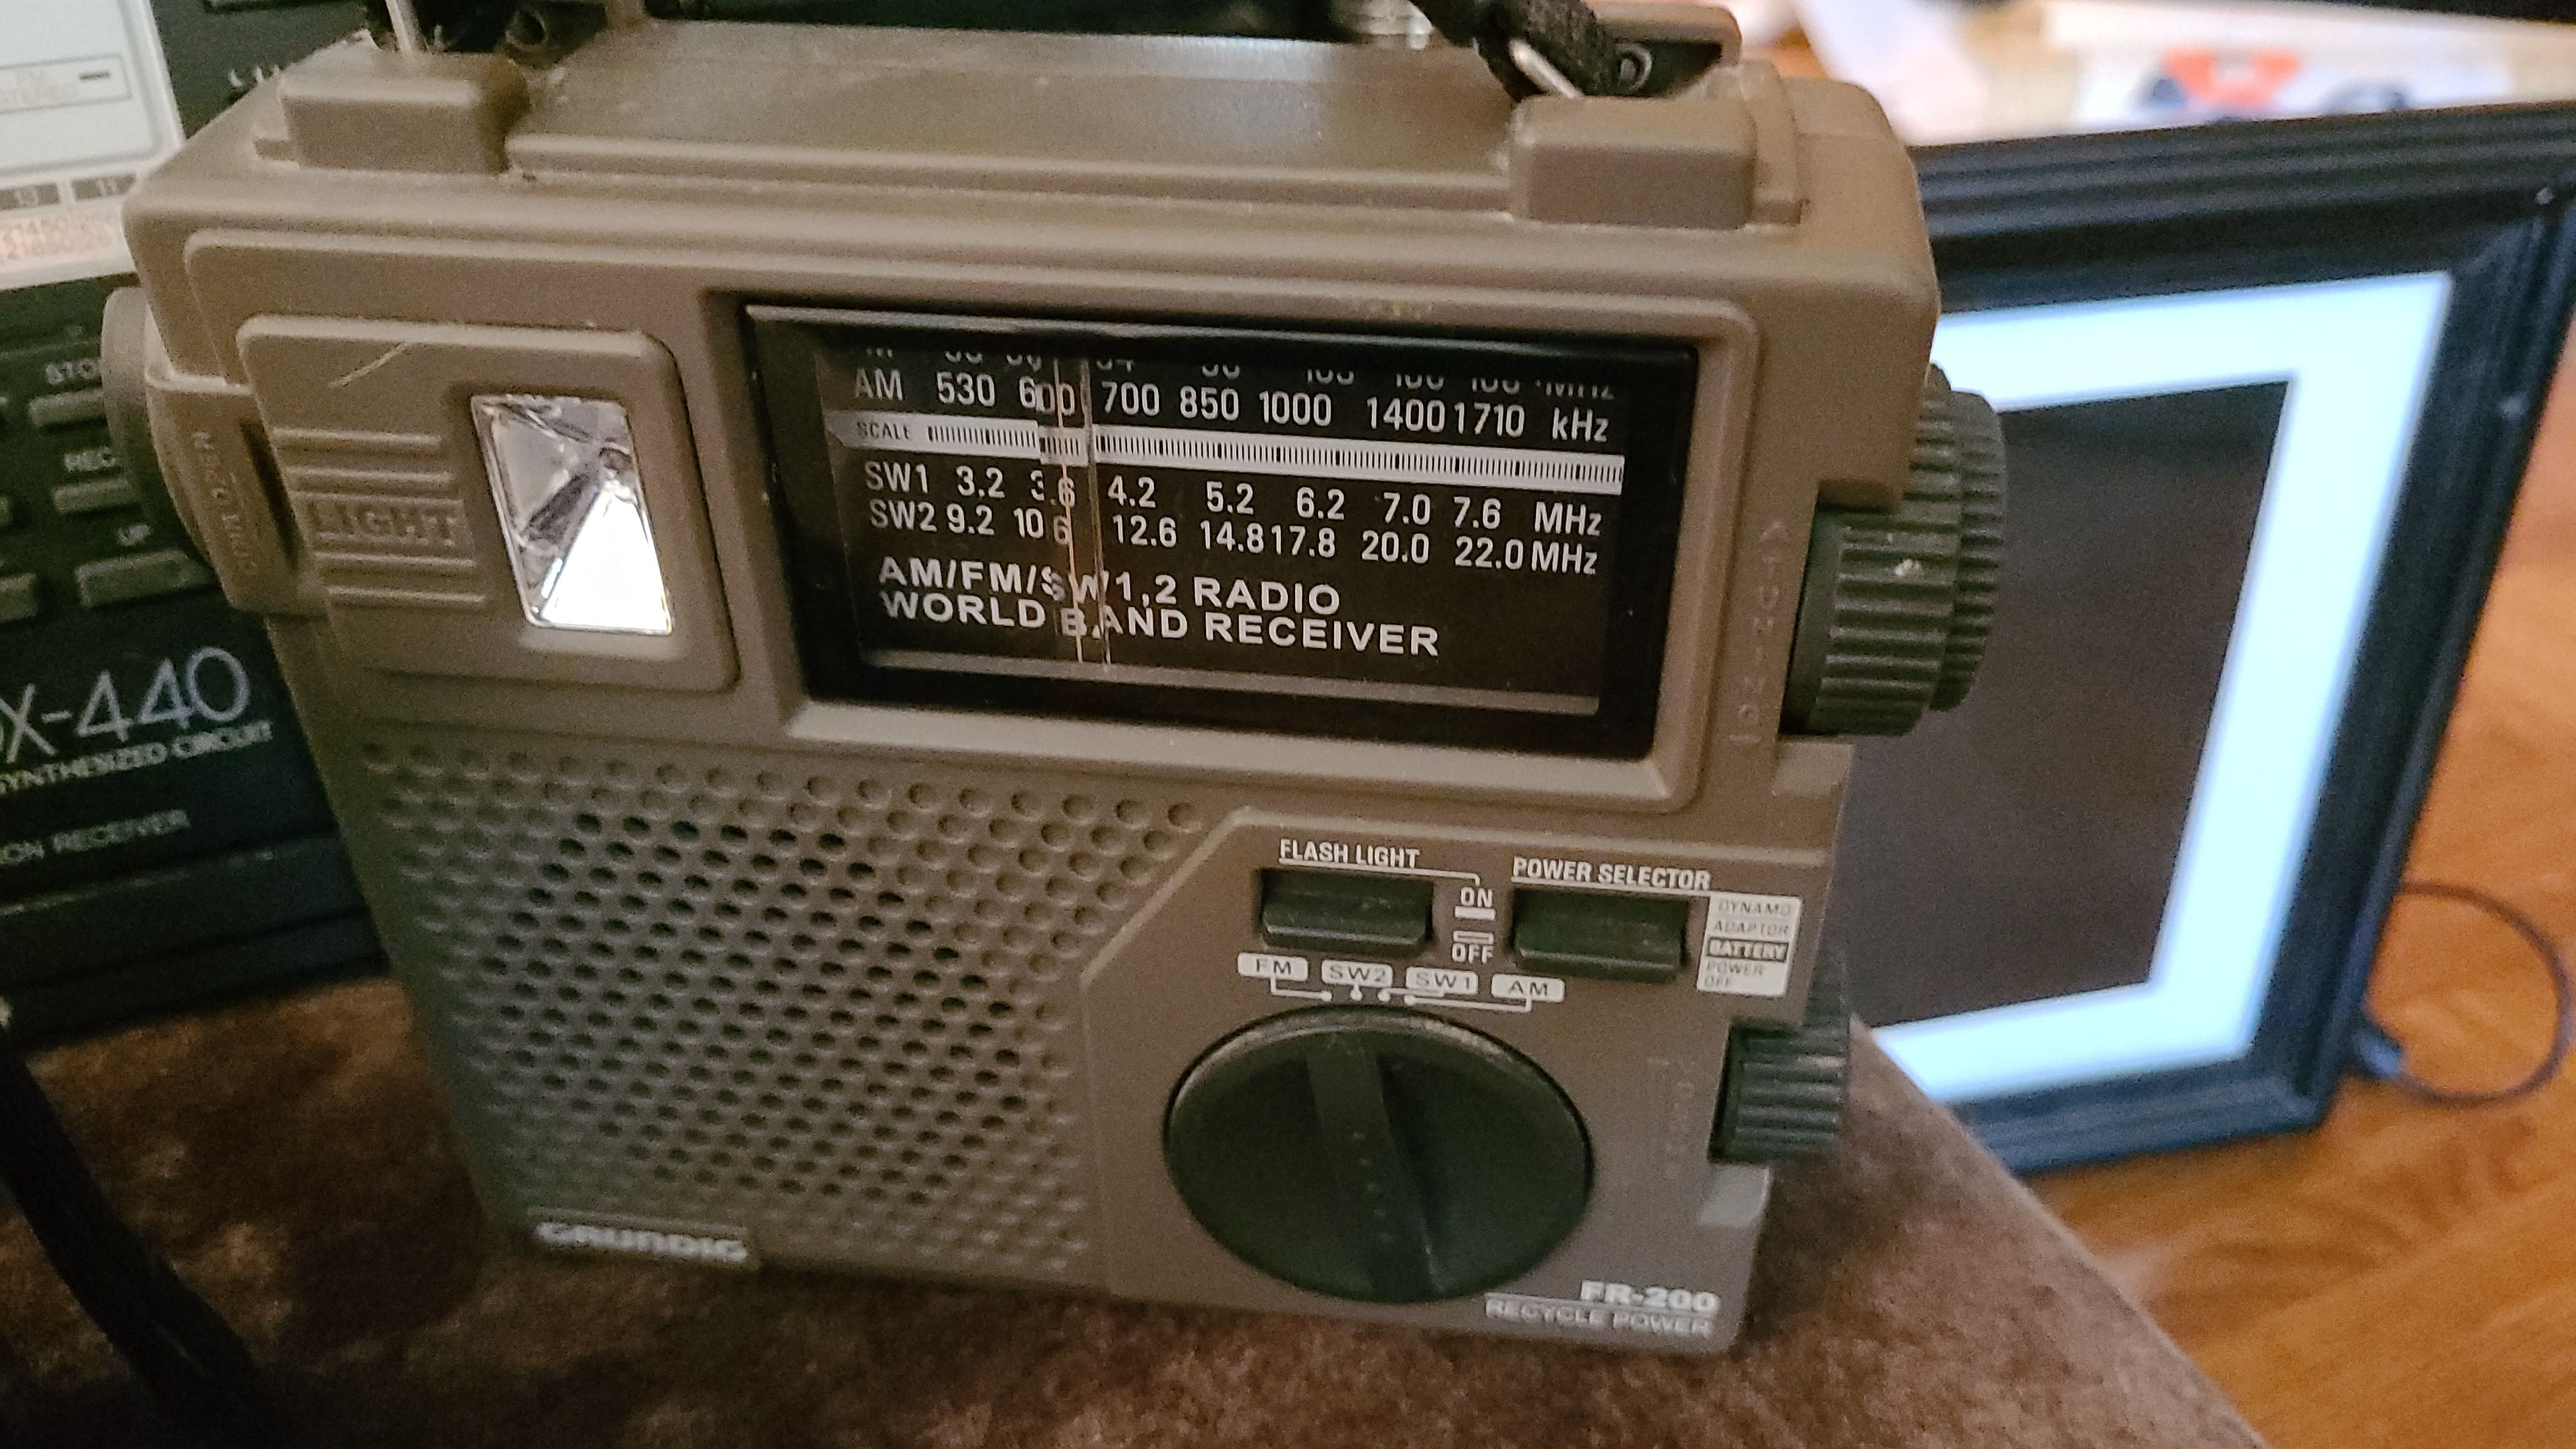 LIGHT
AM 530 600 700 850 1000 1400 1710 kHz
SCALE
SW1 3.2 3.6 4.2 5.2 6.2 7.0 7.6 MHz
SW2 9.2 10.6 12.6 14.8 17.8 20.0 22.0 MHz
AM/FM/SW1,2 RADIO
WORLD BAND RECEIVER
TUNING
X-440
SYNTHESIZED CIRCUIT
RECEIVER
FLASH LIGHT
ON
OFF
POWER SELECTOR
DYNAMO
ADAPTOR
BATTERY
POWER
OFF
FM SW2 SW1 AM
GRUNDIG
FR-200
RECYCLE POWER